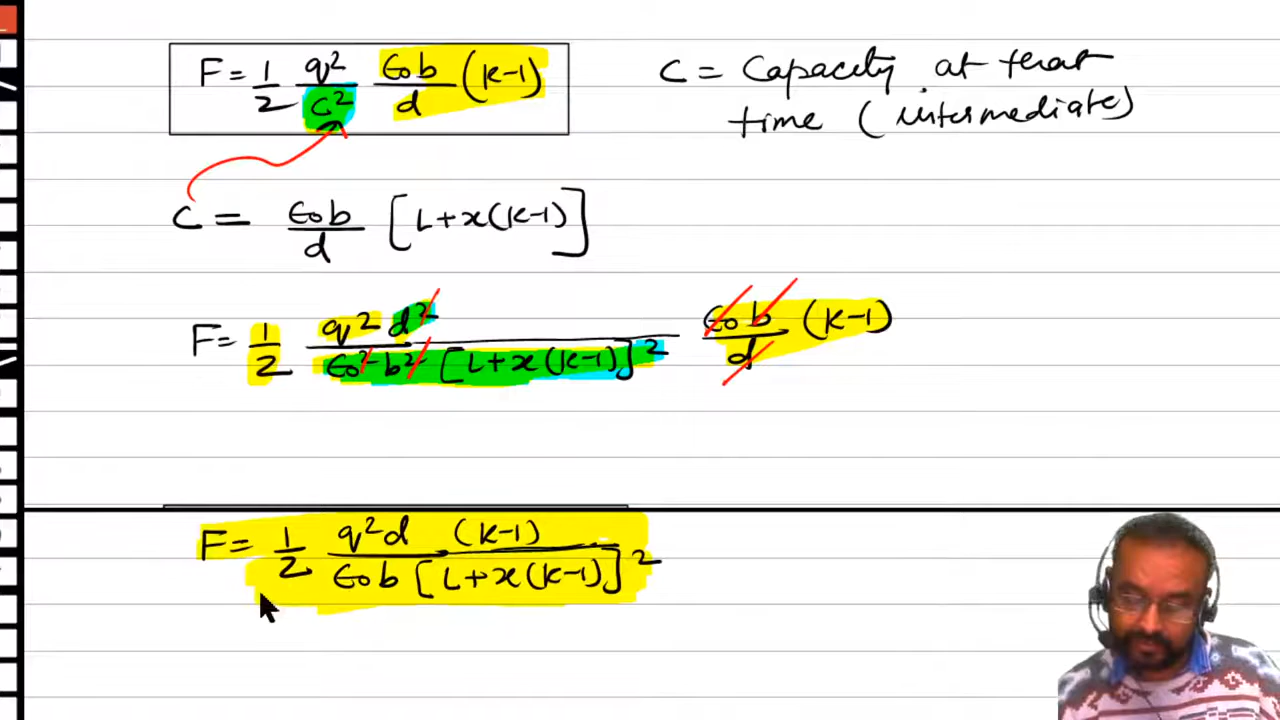 F = 1/2 q²/c² ϵ₀b/d (k-1)
c = Capacity at that
time (intermediate)
c = ϵ₀b/d [L+x(k-1)]
F = 1/2 q²d²/ϵ₀²b²[L+x(k-1)]² ϵ₀b/d (k-1)
F = 1/2 q²d (k-1)/ϵ₀b[L+x(k-1)]²